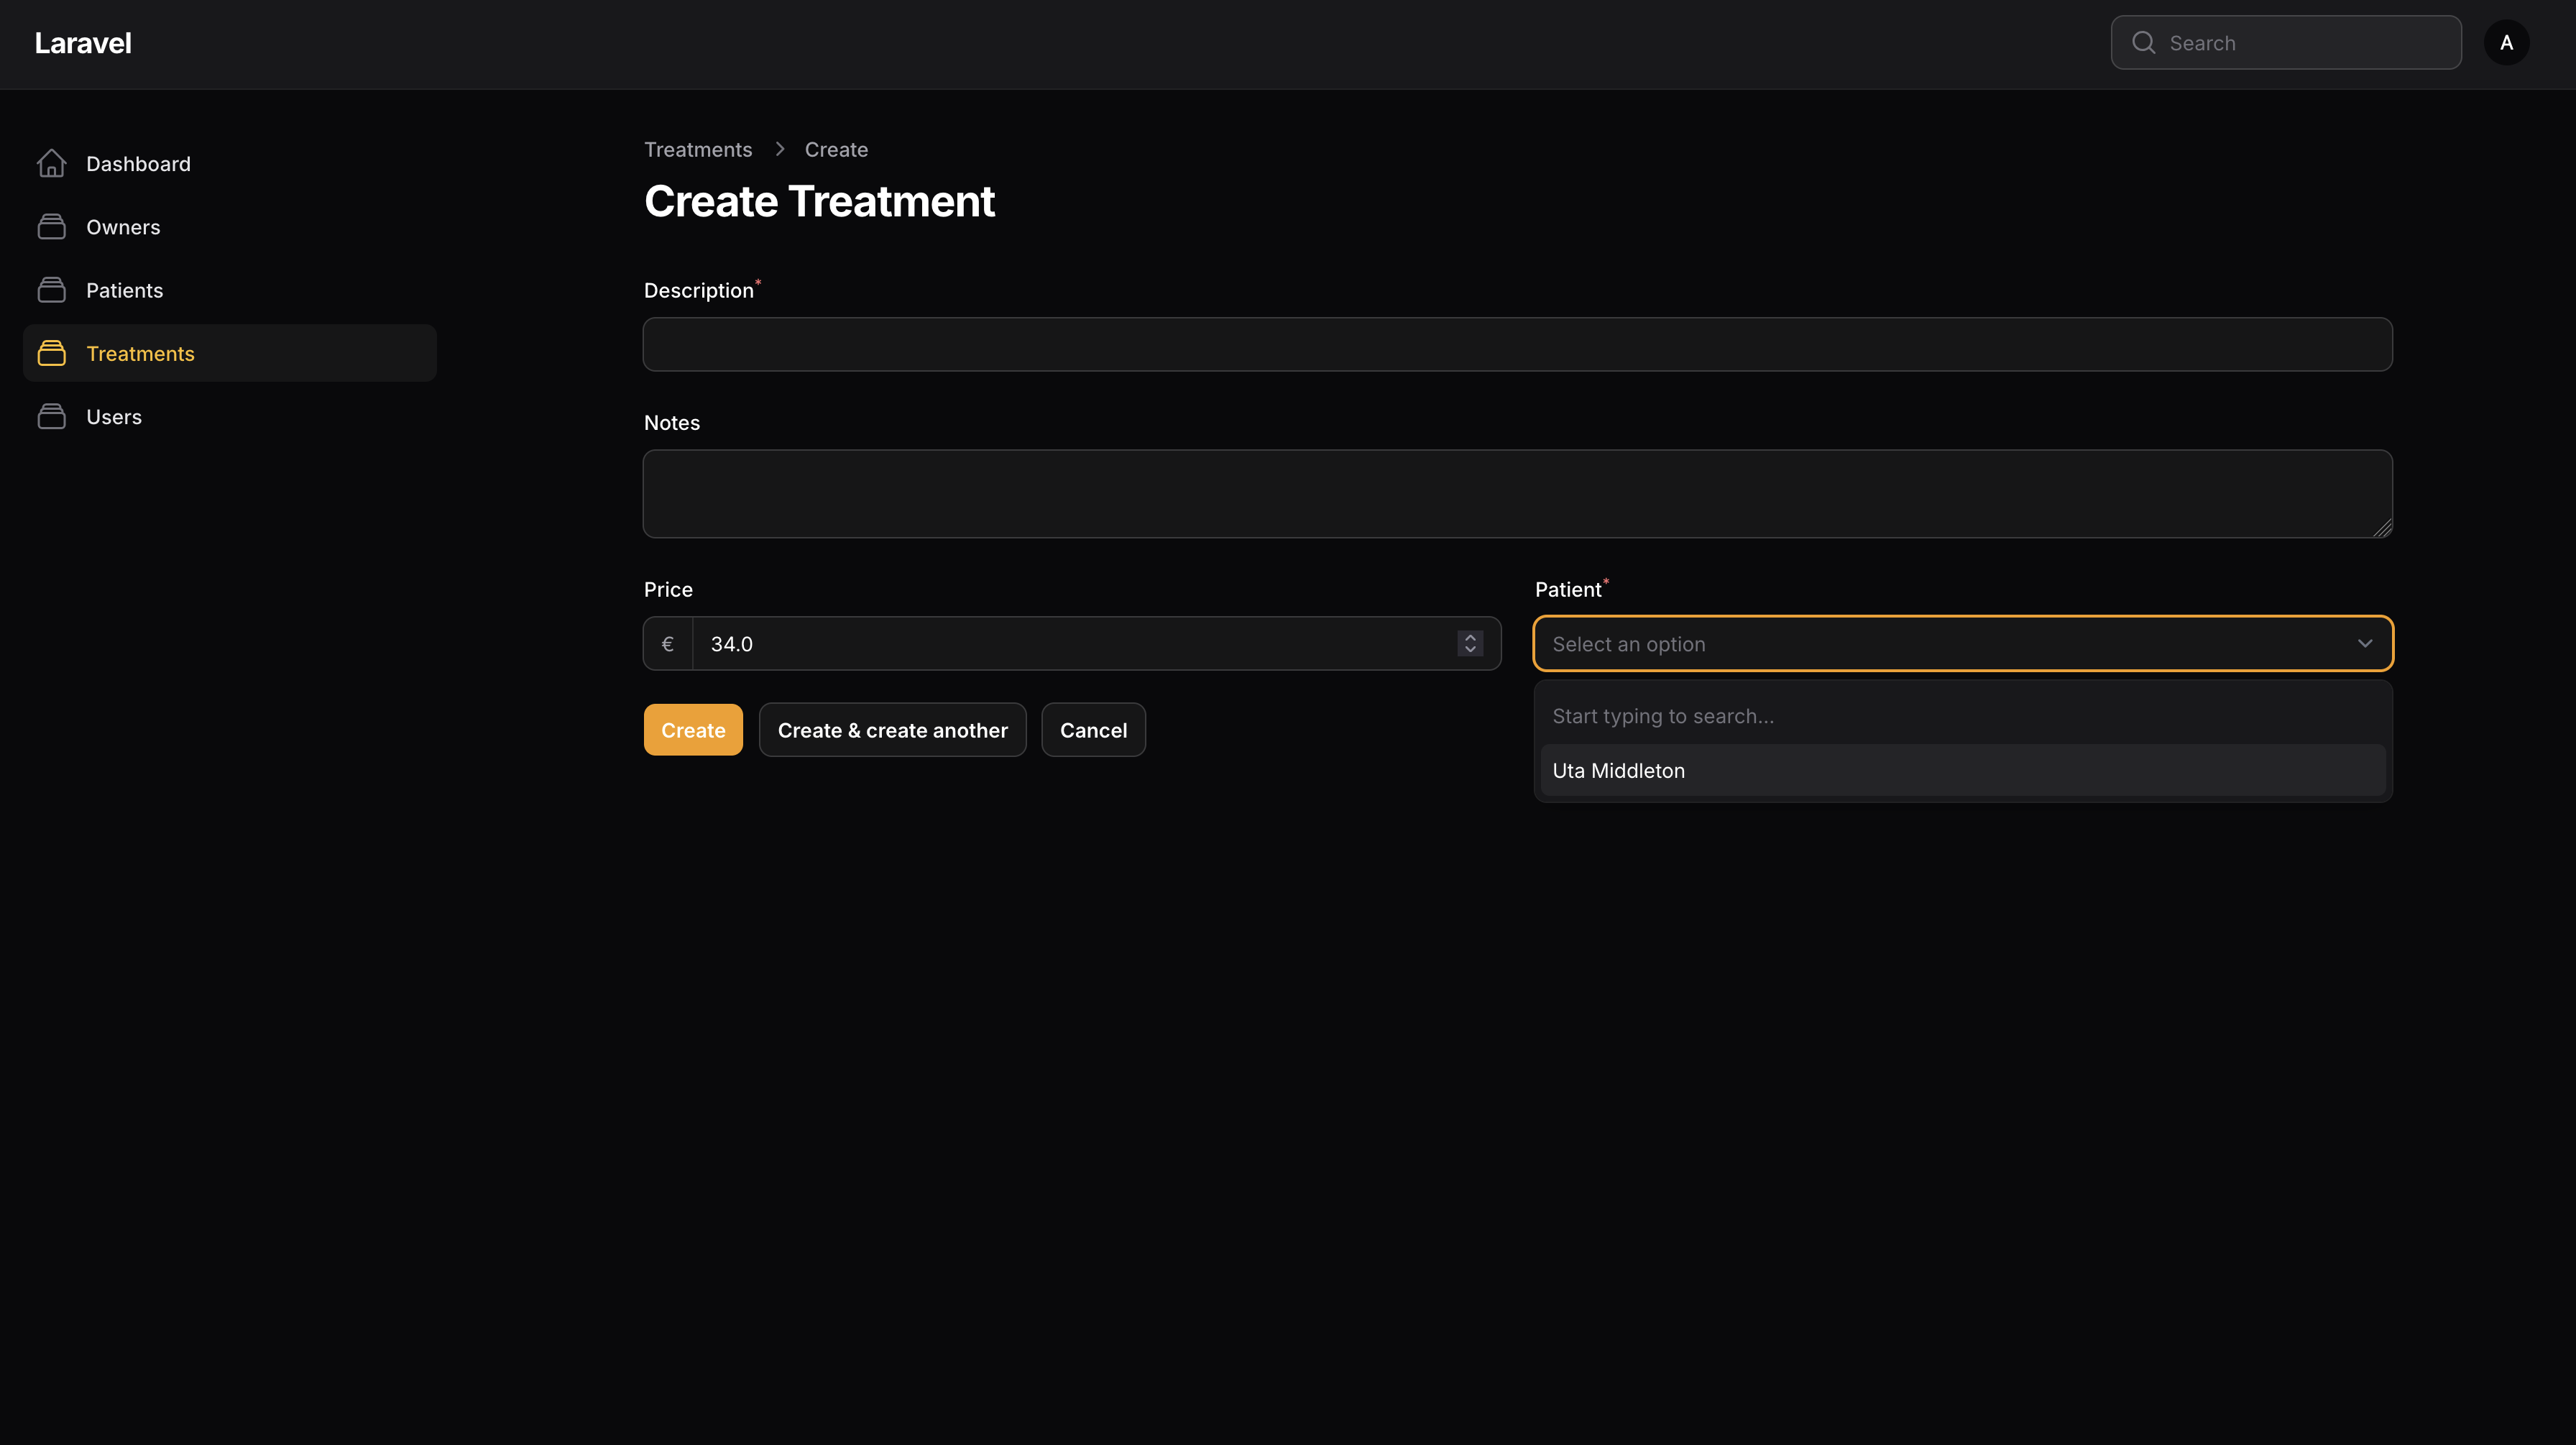 Laravel
Search
A
Dashboard
Owners
Patients
Treatments
Users
Treatments > Create
Create Treatment
Description*
Notes
Price
€ 34.0
Patient*
Select an option
Start typing to search...
Uta Middleton
Create
Create & create another
Cancel